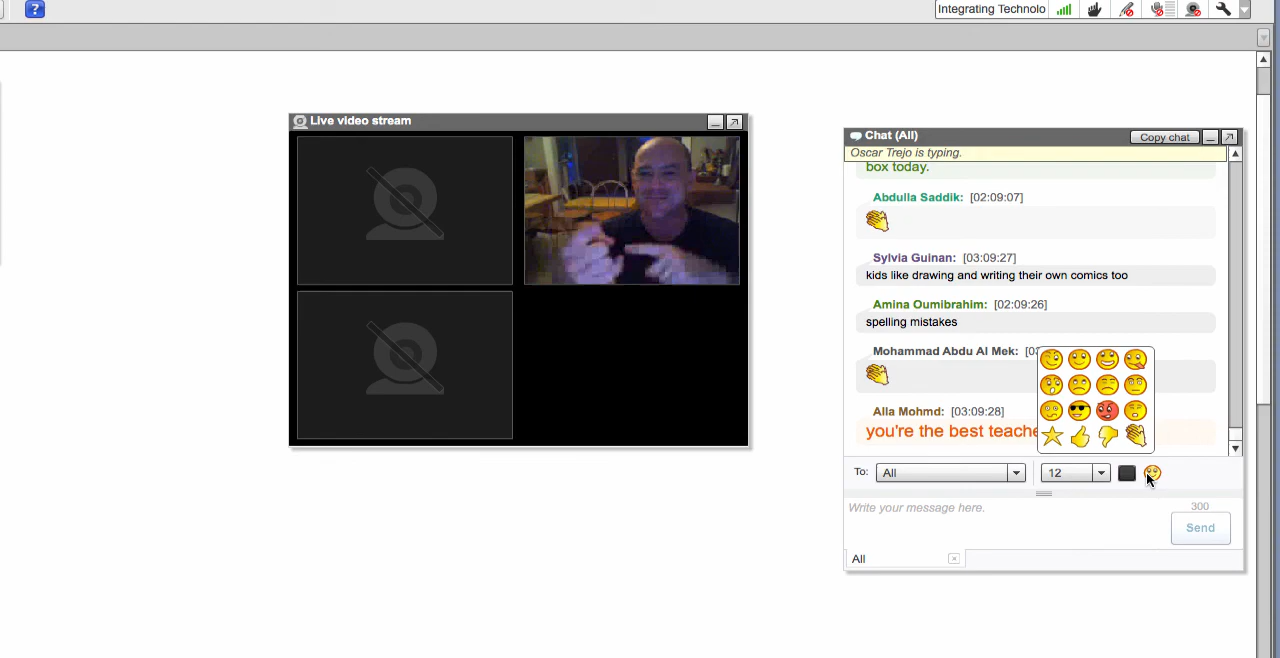 ?
Integrating Technolo
Live video stream
Chat (All)
Copy chat
Oscar Trejo is typing.
box today.
Abdulla Saddik: [02:09:07]
Sylvia Guinan: [03:09:27]
kids like drawing and writing their own comics too
Amina Oumibrahim: [02:09:26]
spelling mistakes
Mohammad Abdu Al Mek: [03
Alla Mohmd: [03:09:28]
you're the best teache
To: All 12
Write your message here.
300
Send
All